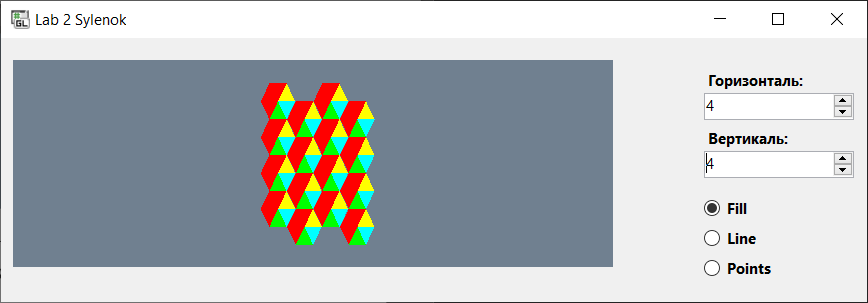 Lab 2 Sylenok
Горизонталь:
4
Вертикаль:
4
Fill
Line
Points